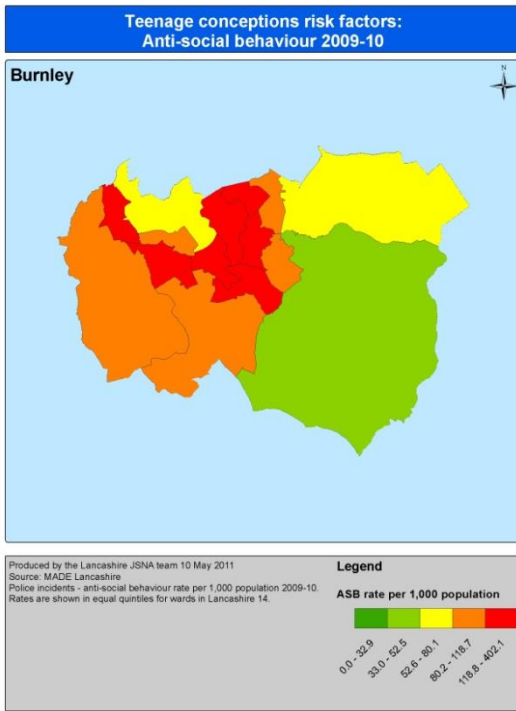 Teenage conceptions risk factors:
Anti-social behaviour 2009-10
Burnley
N
Produced by the Lancashire JSNA team 10 May 2011
Source: MADE Lancashire
Police incidents - anti-social behaviour rate per 1,000 population 2009-10.
Rates are shown in equal quintiles for wards in Lancashire 14.
Legend
ASB rate per 1,000 population
0.0 - 32.9
33.0 - 52.5
52.6 - 80.1
80.2 - 118.7
118.8 - 402.1